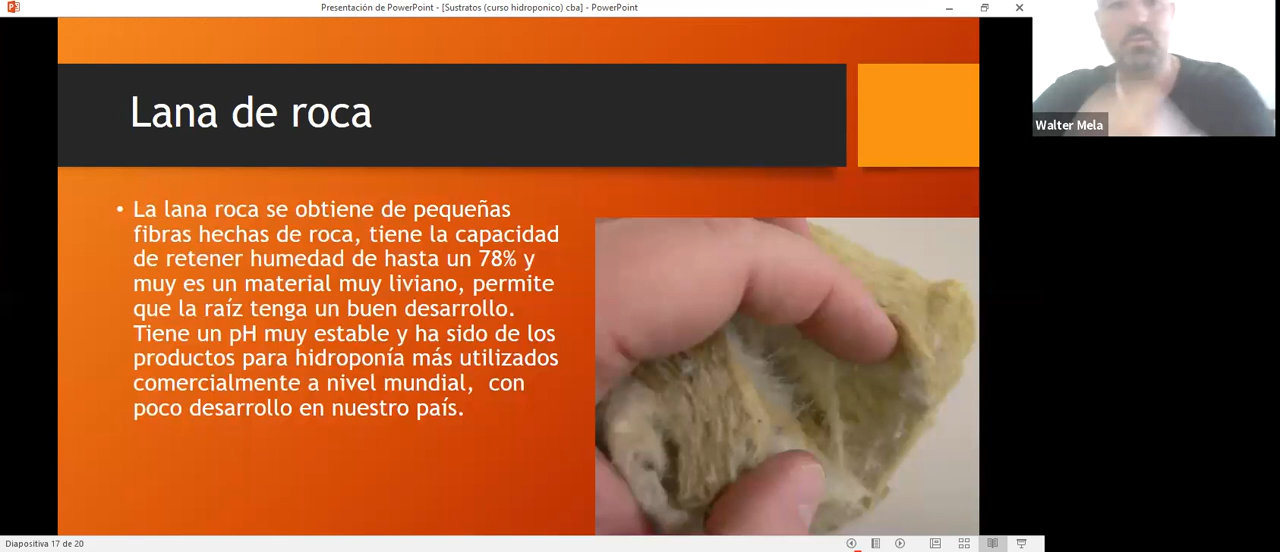 Presentación de PowerPoint - [Sustratos (curso hidroponico) cba] - PowerPoint
Lana de roca
• La lana roca se obtiene de pequeñas
fibras hechas de roca, tiene la capacidad
de retener humedad de hasta un 78% y
muy es un material muy liviano, permite
que la raíz tenga un buen desarrollo.
Tiene un pH muy estable y ha sido de los
productos para hidroponía más utilizados
comercialmente a nivel mundial, con
poco desarrollo en nuestro país.
Walter Mela
Diapositiva 17 de 20